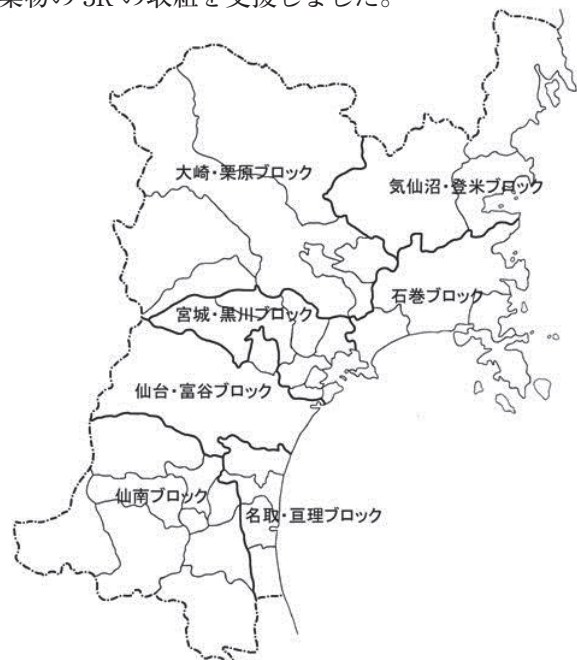 棄物の 3R の取組を支援しました。
大崎・栗原ブロック
気仙沼・登米ブロック
石巻ブロック
宮城・黒川ブロック
仙台・富谷ブロック
仙南ブロック
名取・亘理ブロック